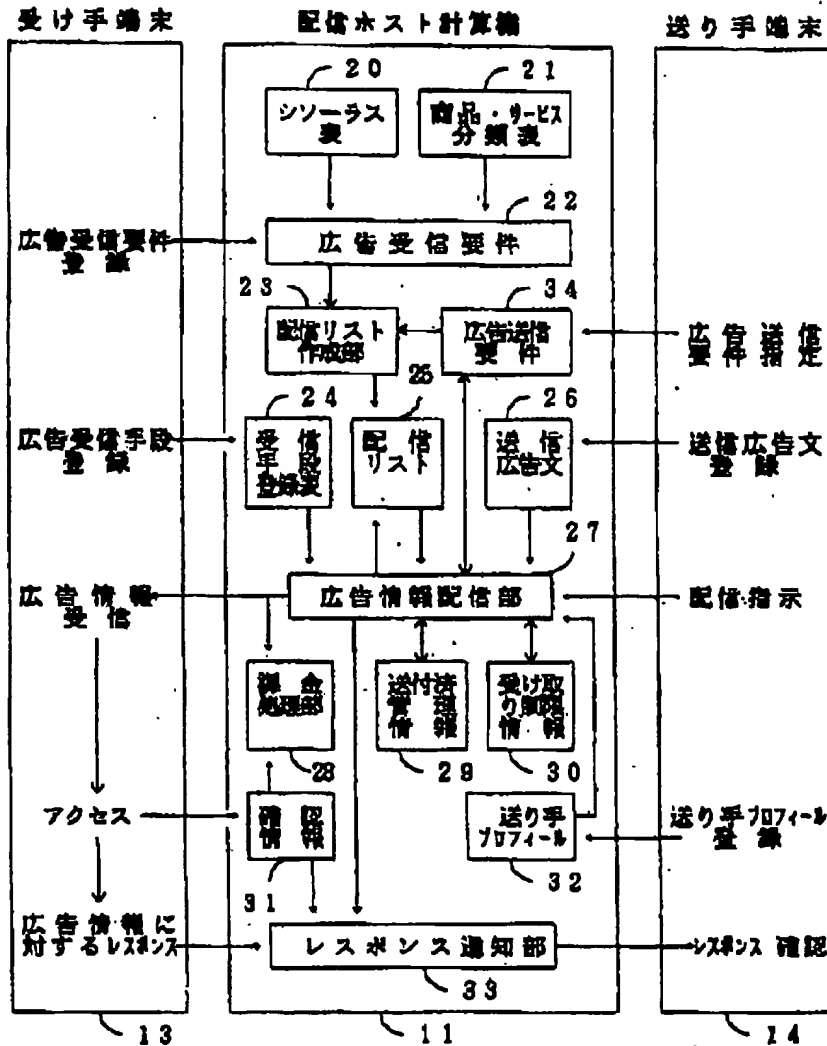 受け手端末
配信ホスト計算機
送り手端末
20
21
シソーラス
表
商品・サービス
分類表
22
広告受信要件
登録
広告受信要件
23
34
配信リスト
作成部
広告送信
要件
広告送信
要件指定
24
25
26
広告受信手段
登録
受信
手段
登録表
配信
リスト
送信
広告文
送信広告文
登録
27
広告情報
受信
広告情報配信部
配信指示
課金
処理部
送付済
管理
情報
受け取
り制限
情報
28
29
30
アクセス
確認
情報
送り手
プロフィール
送り手プロフィール
登録
31
32
広告情報に
対するレスポンス
レスポンス通知部
レスポンス確認
33
13
11
14